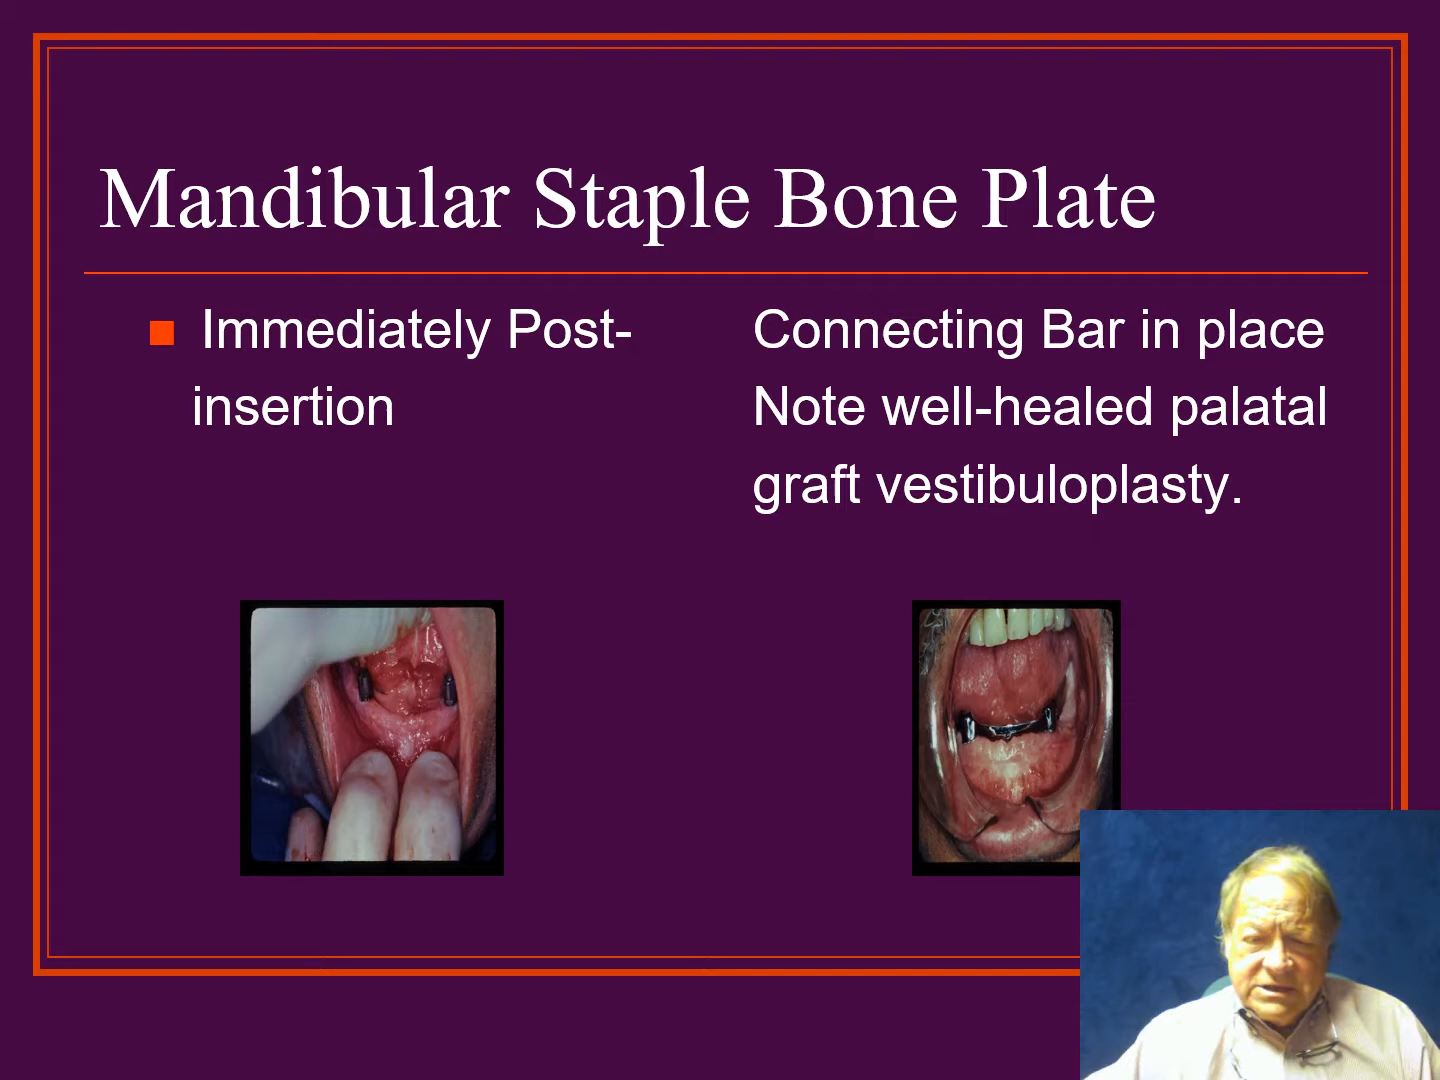 Mandibular Staple Bone Plate
Immediately Post-
insertion
Connecting Bar in place
Note well-healed palatal
graft vestibuloplasty.